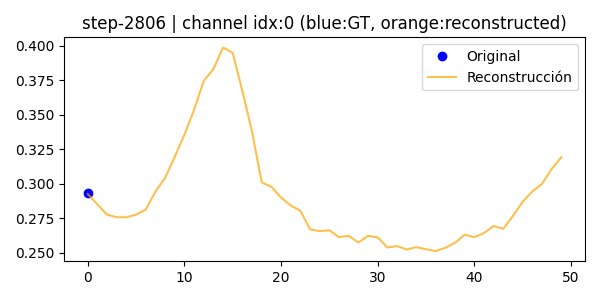 step-2806 | channel idx:0 (blue:GT, orange:reconstructed)
Original
Reconstrucción
0.400
0.375
0.350
0.325
0.300
0.275
0.250
0 10 20 30 40 50